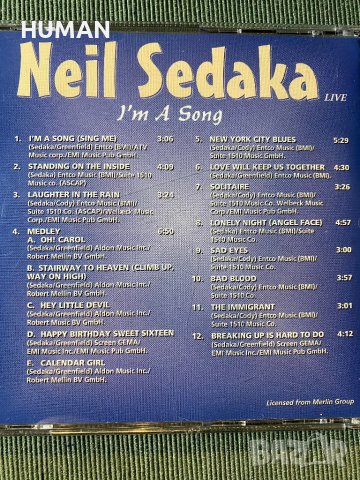 Neil Sedaka
LIVE
I'm A Song
1. I'M A SONG (SING ME) 3:06
(Sedaka/Greenfield) Entco (BMI)/ATV
Music corp./EMI Music Pub GmbH.
2. STANDING ON THE INSIDE 4:09
(Sedaka) Entco Music (BMI)/Suite 1510
Music co. (ASCAP)
3. LAUGHTER IN THE RAIN 3:24
(Sedaka/Cody) Entco Music(BMI)/
Suite 1510 (ASCAP)/Welbeck Music
Corp./EMI Music Pub GmbH.
4. MEDLEY 6:50
A. OH! CAROL
(Sedaka/Greenfield) Aldon Music Inc./
Robert Mellin BV GmbH.
B. STAIRWAY TO HEAVEN (CLIMB UP,
WAY ON HIGH)
(Sedaka/Greenfield) Aldon Music Inc./
Robert Mellin BV GmbH.
C. HEY LITTLE DEVIL
(Sedaka/Greenfield) Aldon Music Inc./
Robert Mellin BV GmbH.
D. HAPPY BIRTHDAY SWEET SIXTEEN
(Sedaka/Greenfield) Screen GEMA/
EMI Music Inc./EMI Music Pub GmbH.
E. CALENDAR GIRL
(Sedaka/Greenfield) Aldon Music Inc./
Robert Mellin BV GmbH.
5. NEW YORK CITY BLUES 5:29
(Sedaka/Cody) Entco Music (BMI)/
Suite 1510 Music Co.
6. LOVE WILL KEEP US TOGETHER 4:30
(Sedaka/Greenfield) Entco (BMI).
7. SOLITAIRE 3:26
(Sedaka/Cody) Entco Music (BMI)/
Suite 1510 Music Co. Welbeck Music
Corp/EMI Music Pub GmbH.
8. LONELY NIGHT (ANGEL FACE)
(Sedaka) Entco Music (BMI)/Suite
1510 Music Co.
9. SAD EYES
(Sedaka/Cody) Entco Music (BMI)/
Suite 1510 Music Co.
10. BAD BLOOD
(Sedaka/Cody) Entco Music (BMI)/
Suite 1510 Co.
11. THE IMMIGRANT 3:01
(Sedaka/Cody) Entco Music (BMI)/
Suite 1510 Music Co.
12. BREAKING UP IS HARD TO DO 4:12
(Sedaka/Greenfield) Screen GEMA/
EMI Music Inc./EMI Music Pub GmbH.
Licensed from Merlin Group
bazar